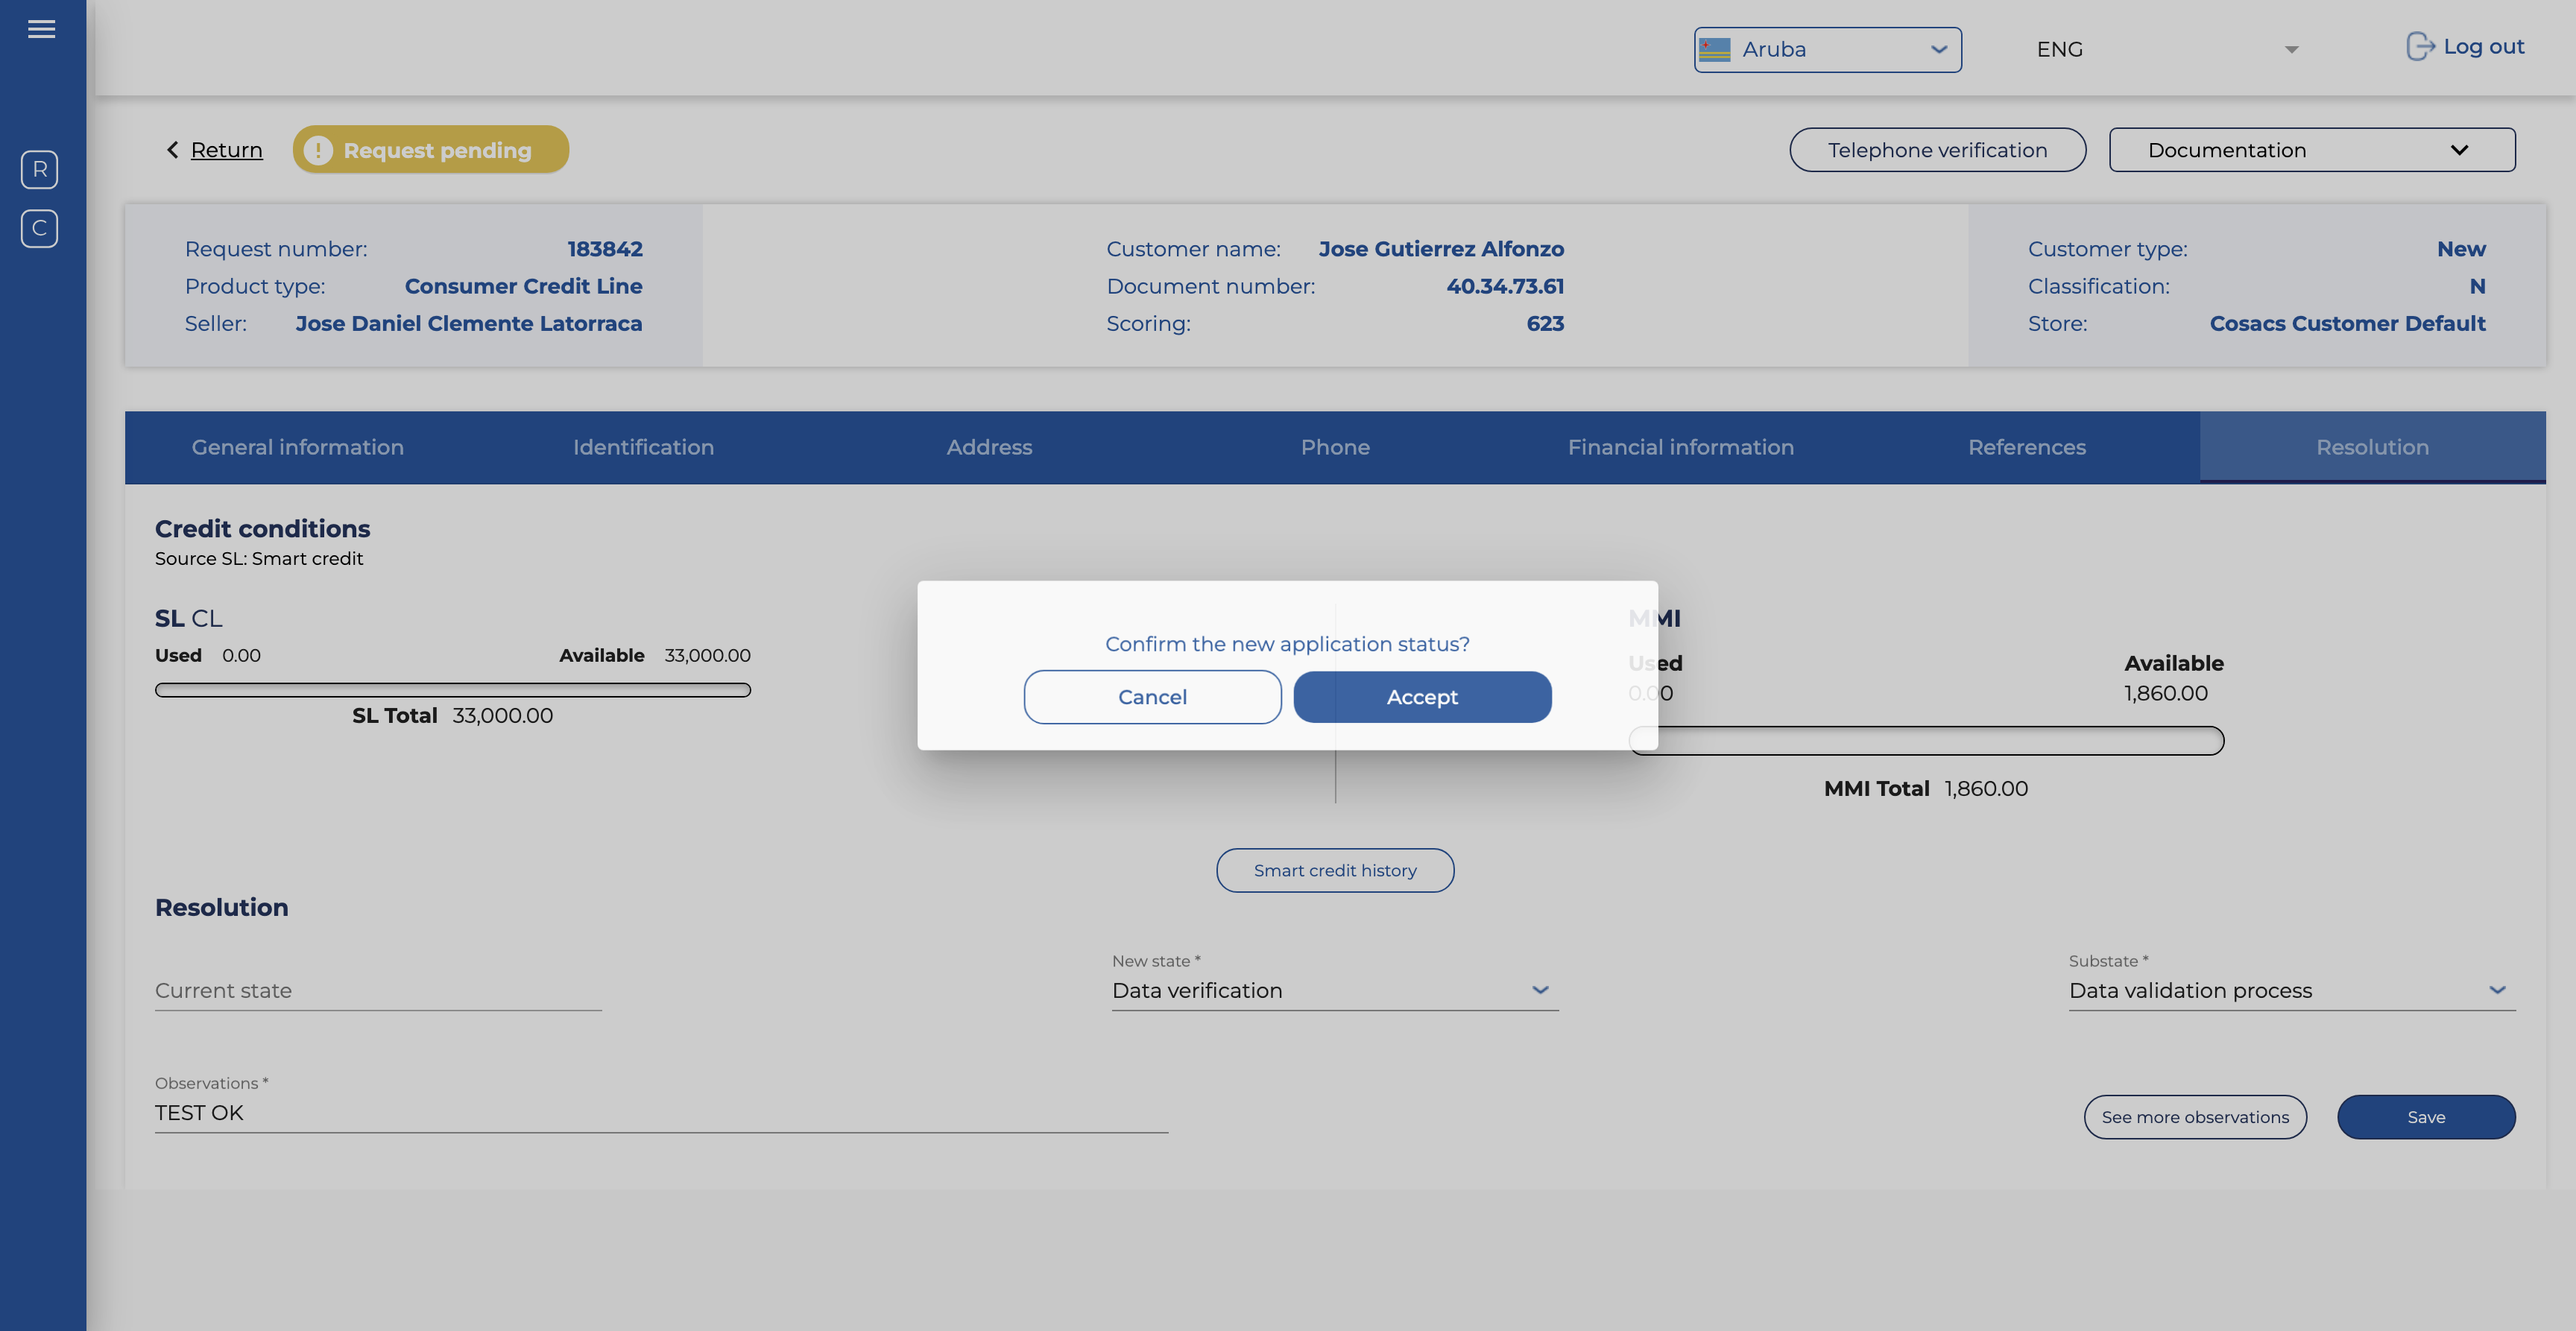 Aruba
ENG
Log out
R
C
Return
Request pending
Telephone verification
Documentation
Request number: 183842
Product type: Consumer Credit Line
Seller: Jose Daniel Clemente Latorraca
Customer name: Jose Gutierrez Alfonzo
Document number: 40.34.73.61
Scoring: 623
Customer type: New
Classification: N
Store: Cosacs Customer Default
General information
Identification
Address
Phone
Financial information
References
Resolution
Credit conditions
Source SL: Smart credit
SL CL
Used 0.00 Available 33,000.00
SL Total 33,000.00
Confirm the new application status?
Cancel
Accept
MMI
Used Available
0.00 1,860.00
MMI Total 1,860.00
Smart credit history
Resolution
Current state
New state *
Data verification
Substate *
Data validation process
Observations *
TEST OK
See more observations
Save